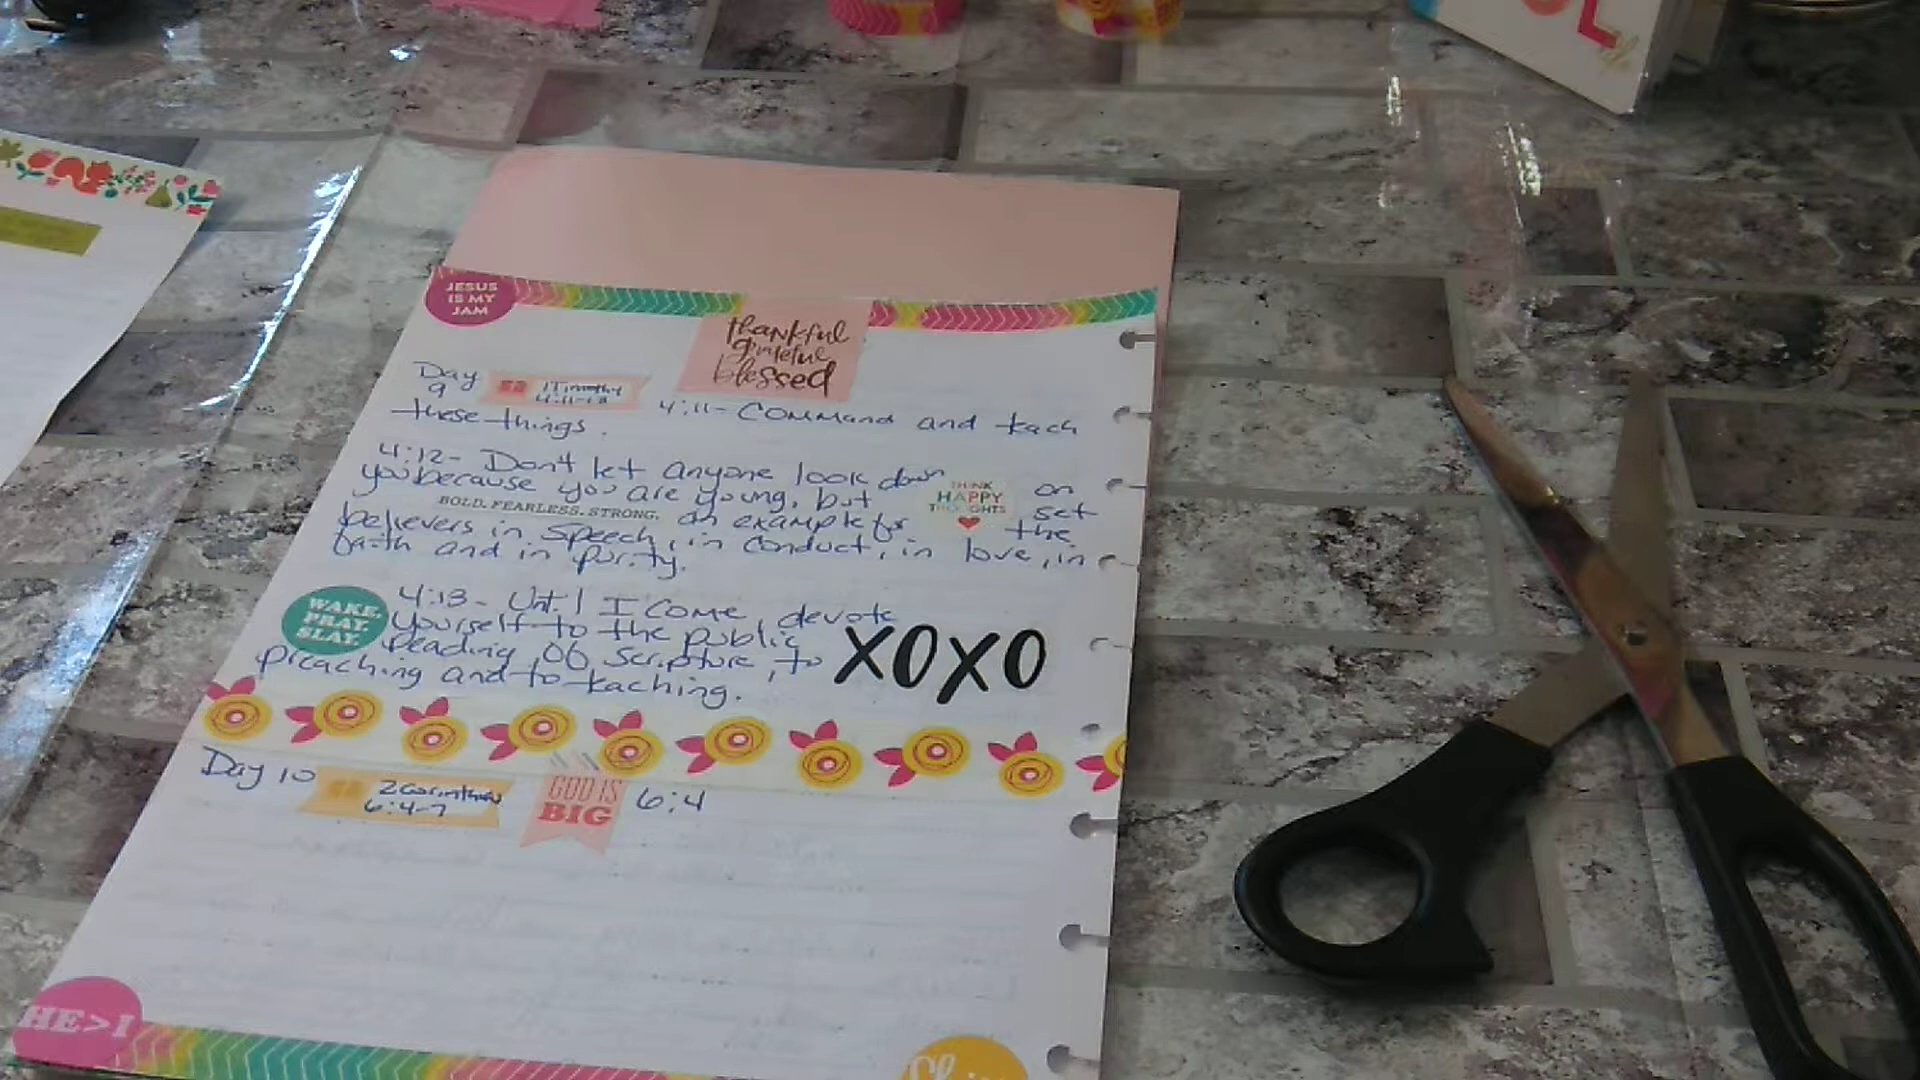 JESUS
IS MY
JAM
thankful
grateful
blessed
Day
9
1 Timothy
4:11-13
4:11- Command and teach
these things.
4:12- Don't let anyone look down on
you because you are young, but set
THINK
HAPPY
THOUGHTS
BOLD. FEARLESS. STRONG.
an example for the
believers in speech, in conduct, in love, in
faith and in purity.
WAKE.
PRAY.
SLAY.
4:13- Until I come, devote
yourself to the public
reading of scripture, to
preaching and to teaching.
XOXO
Day 10
2 Corinthians
6:4-7
GOD IS
BIG
6:4
HE>I